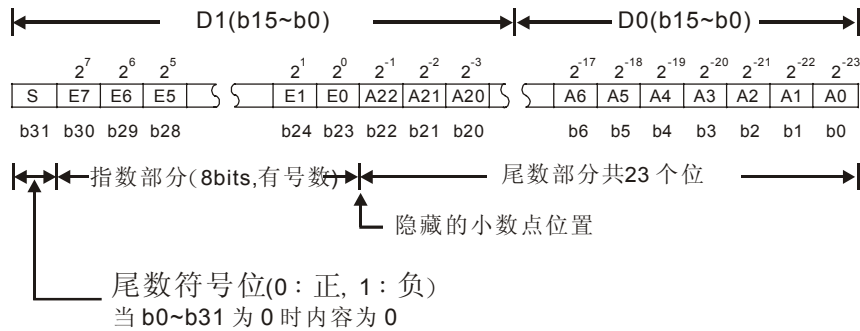 D1(b15~b0) D0(b15~b0)
2^7 2^6 2^5 2^1 2^0 2^-1 2^-2 2^-3 2^-17 2^-18 2^-19 2^-20 2^-21 2^-22 2^-23
S E7 E6 E5 E1 E0 A22 A21 A20 A6 A5 A4 A3 A2 A1 A0
b31 b30 b29 b28 b24 b23 b22 b21 b20 b6 b5 b4 b3 b2 b1 b0
指数部分(8bits,有号数) 尾数部分共23 个位
隐藏的小数点位置
尾数符号位(0：正, 1：负)
当 b0~b31 为 0 时内容为 0